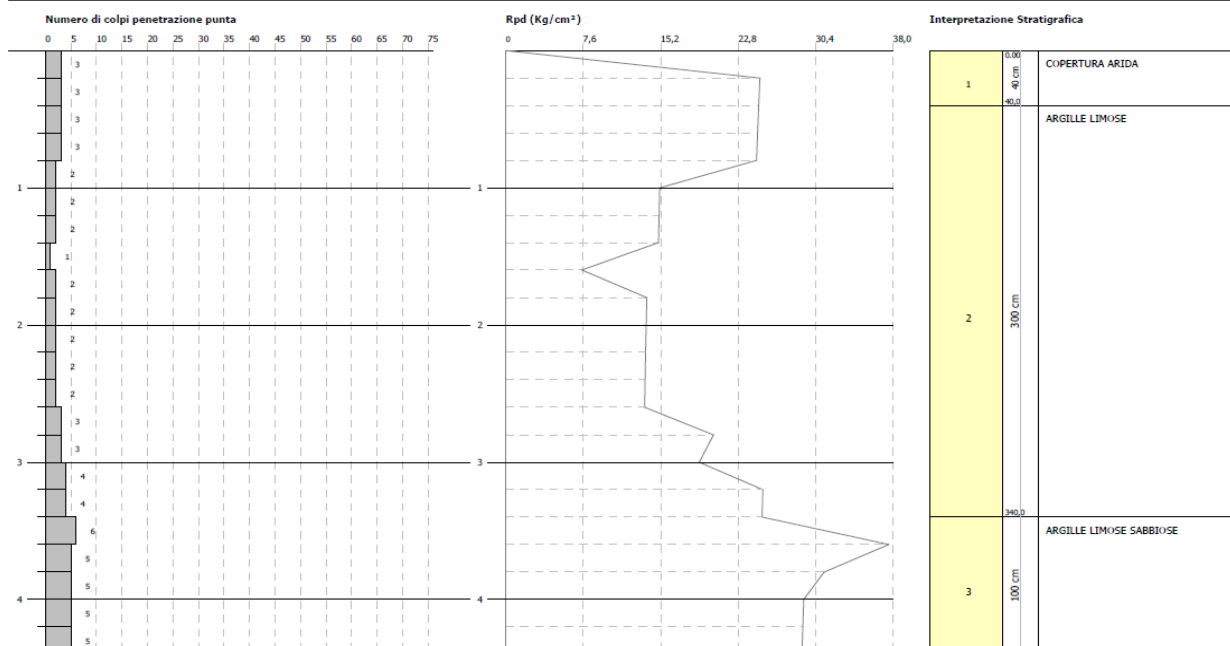 Numero di colpi penetrazione punta Rpd (Kg/cm²) Interpretazione Stratigrafica
0 5 10 15 20 25 30 35 40 45 50 55 60 65 70 75 0 7,6 15,2 22,8 30,4 38,0
0.00
3 COPERTURA ARIDA
3 1 40 cm
40,0
3 ARGILLE LIMOSE
3
2
1 1
2
2
1
2
2
2 2
2 2 300 cm
2
2
3
3
3 3
4
4
340,0
6 ARGILLE LIMOSE SABBIOSE
5
5 3 100 cm
4 4
5
5